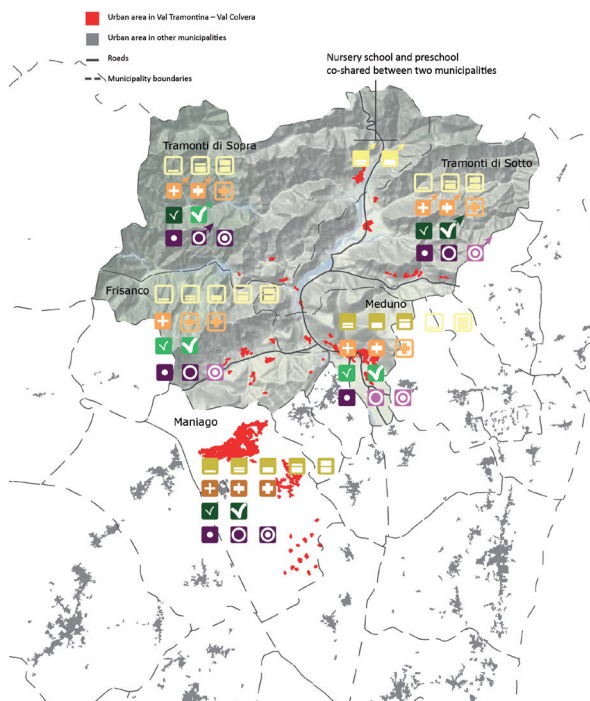 Urban area in Val Tramontina – Val Colvera
Urban area in other municipalities
Roads
Municipality boundaries
Nursery school and preschool
co-shared between two municipalities
Tramonti di Sopra
Tramonti di Sotto
Frisanco
Meduno
Maniago